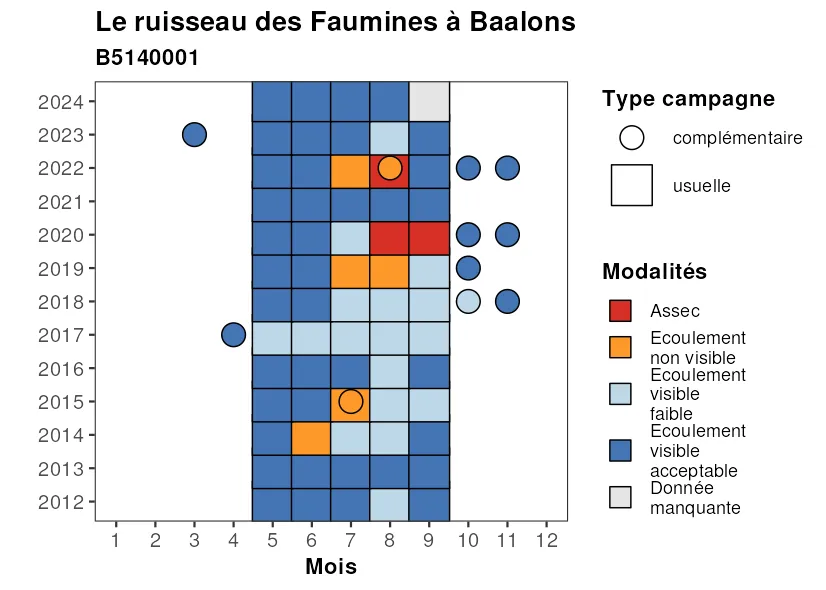 Le ruisseau des Faumines à Baalons
B5140001
2024
2023
2022
2021
2020
2019
2018
2017
2016
2015
2014
2013
2012
1 2 3 4 5 6 7 8 9 10 11 12
Mois
Type campagne
complémentaire
usuelle
Modalités
Assec
Ecoulement
non visible
Ecoulement
visible
faible
Ecoulement
visible
acceptable
Donnée
manquante